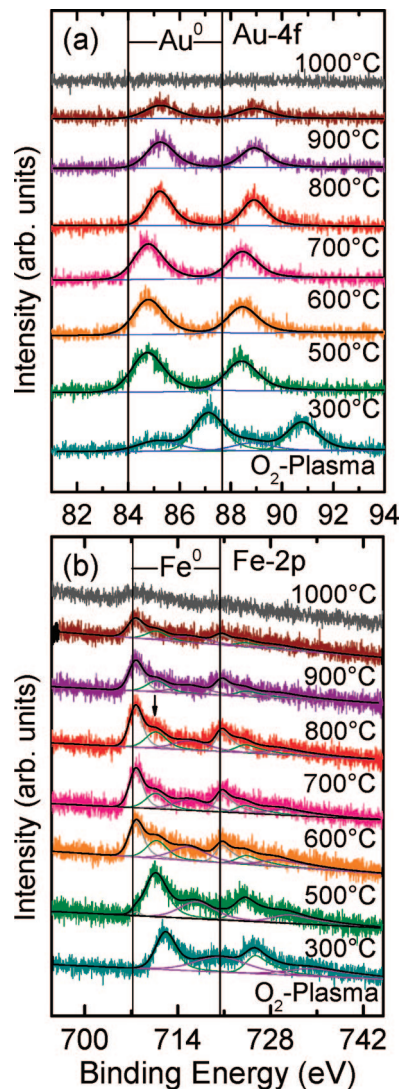 (a)
Au⁰
Au-4f
1000°C
900°C
800°C
700°C
600°C
500°C
300°C
O₂-Plasma
Intensity (arb. units)
82 84 86 88 90 92 94
(b)
Fe⁰
Fe-2p
1000°C
900°C
800°C
700°C
600°C
500°C
300°C
O₂-Plasma
Intensity (arb. units)
700 714 728 742
Binding Energy (eV)